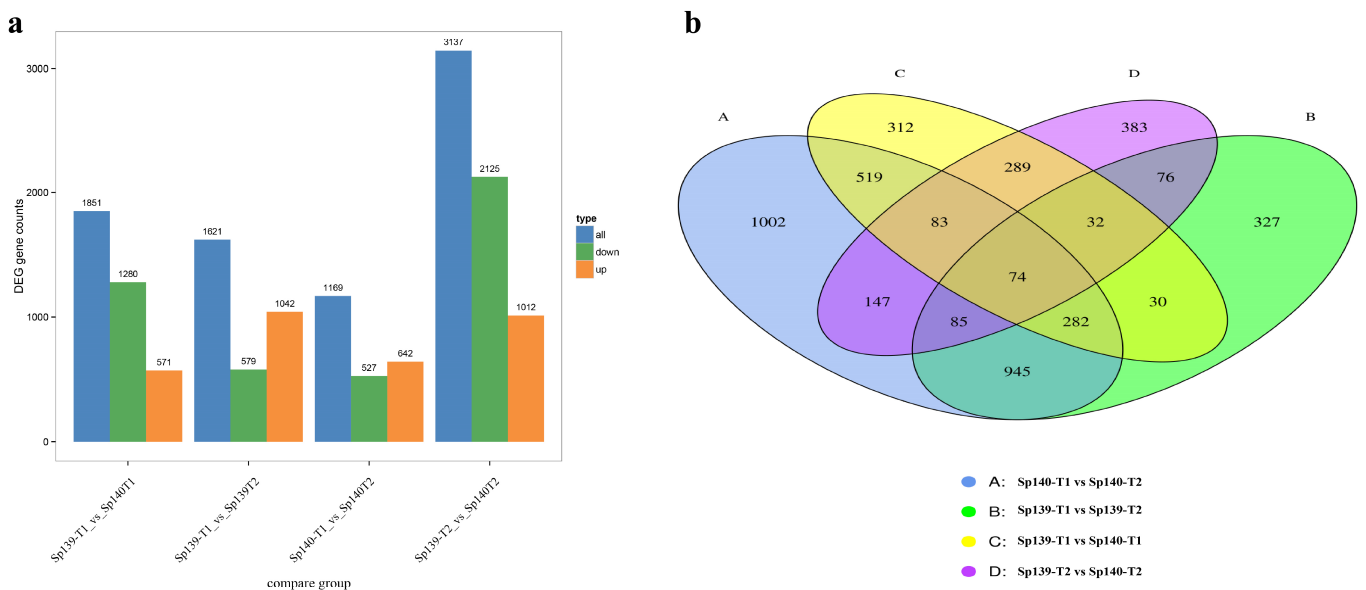 a
3000
2000
1000
0
DEG gene counts
1851
1280
571
1621
579
1042
1169
527
642
3137
2125
1012
type
all
down
up
Sp139-T1_vs_Sp140T1
Sp139-T1_vs_Sp139T2
Sp140-T1_vs_Sp140T2
Sp139-T2_vs_Sp140T2
compare group
b
C
D
A
B
312
383
519
289
76
1002
83
32
327
74
147
30
85
282
945
A: Sp140-T1 vs Sp140-T2
B: Sp139-T1 vs Sp139-T2
C: Sp139-T1 vs Sp140-T1
D: Sp139-T2 vs Sp140-T2